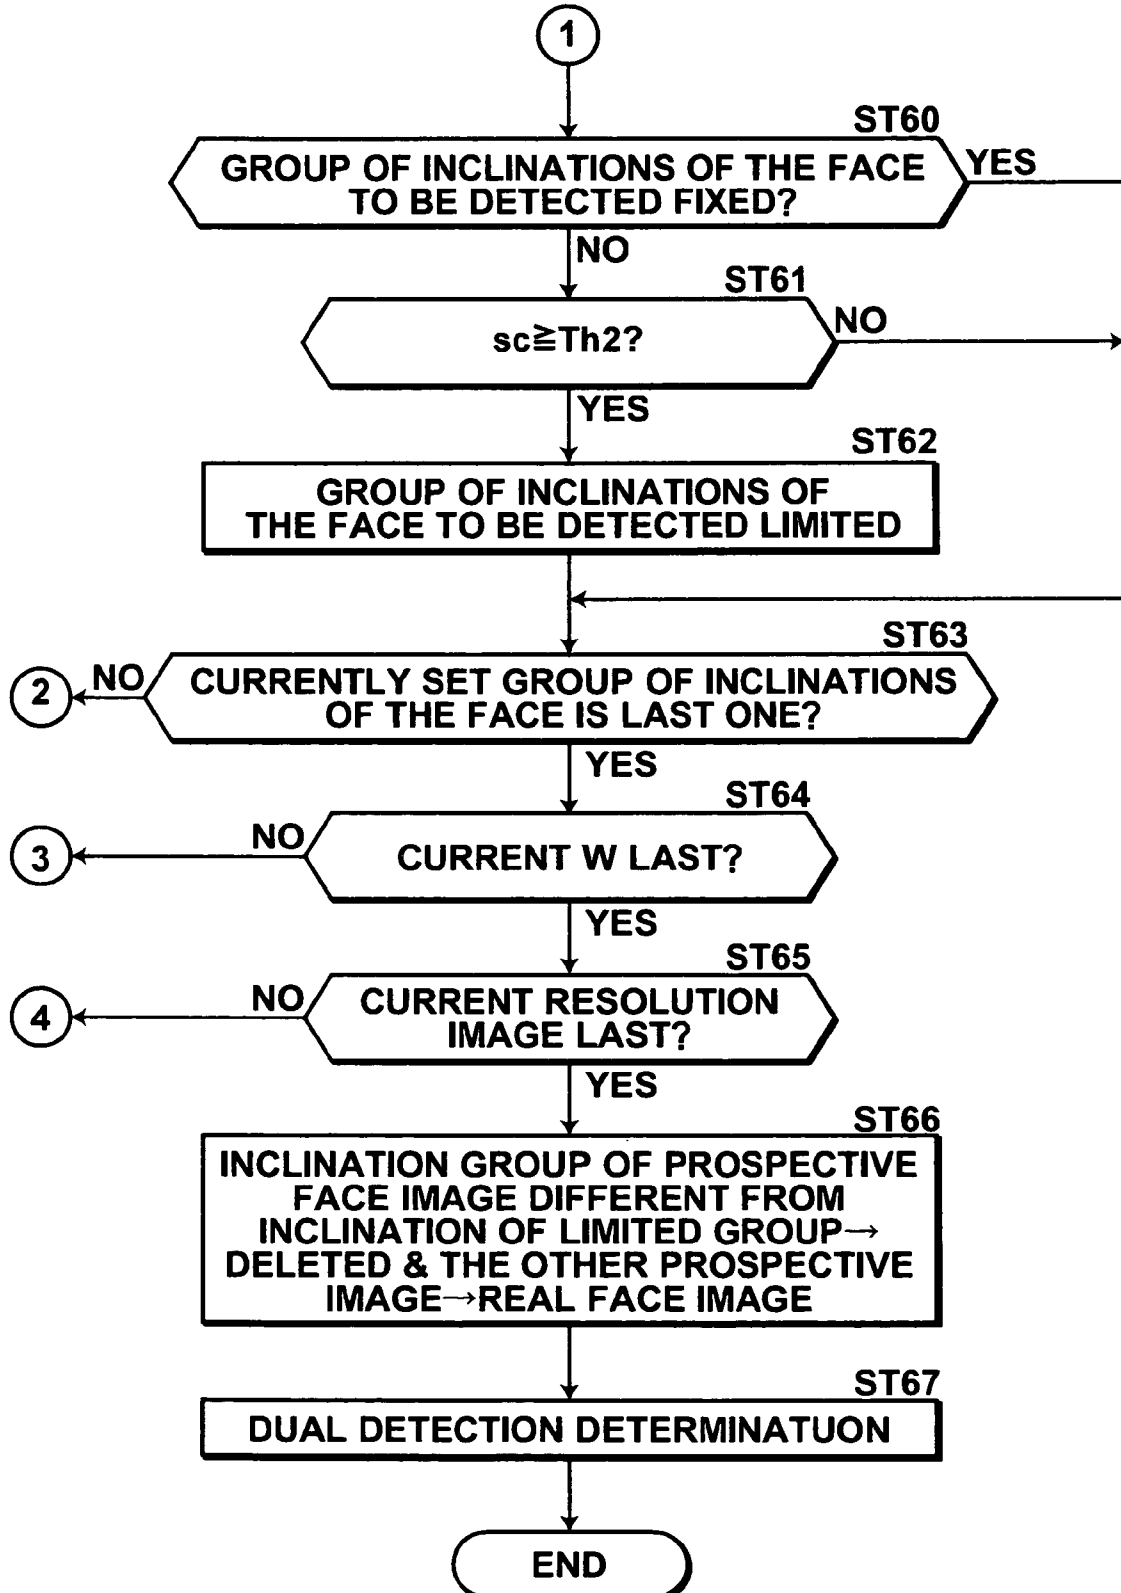 1
ST60
GROUP OF INCLINATIONS OF THE FACE
TO BE DETECTED FIXED?
YES
NO
ST61
sc≧Th2?
NO
YES
ST62
GROUP OF INCLINATIONS OF
THE FACE TO BE DETECTED LIMITED
ST63
CURRENTLY SET GROUP OF INCLINATIONS
OF THE FACE IS LAST ONE?
NO
2
YES
ST64
CURRENT W LAST?
NO
3
YES
ST65
CURRENT RESOLUTION
IMAGE LAST?
NO
4
YES
ST66
INCLINATION GROUP OF PROSPECTIVE
FACE IMAGE DIFFERENT FROM
INCLINATION OF LIMITED GROUP→
DELETED & THE OTHER PROSPECTIVE
IMAGE→REAL FACE IMAGE
ST67
DUAL DETECTION DETERMINATUON
END